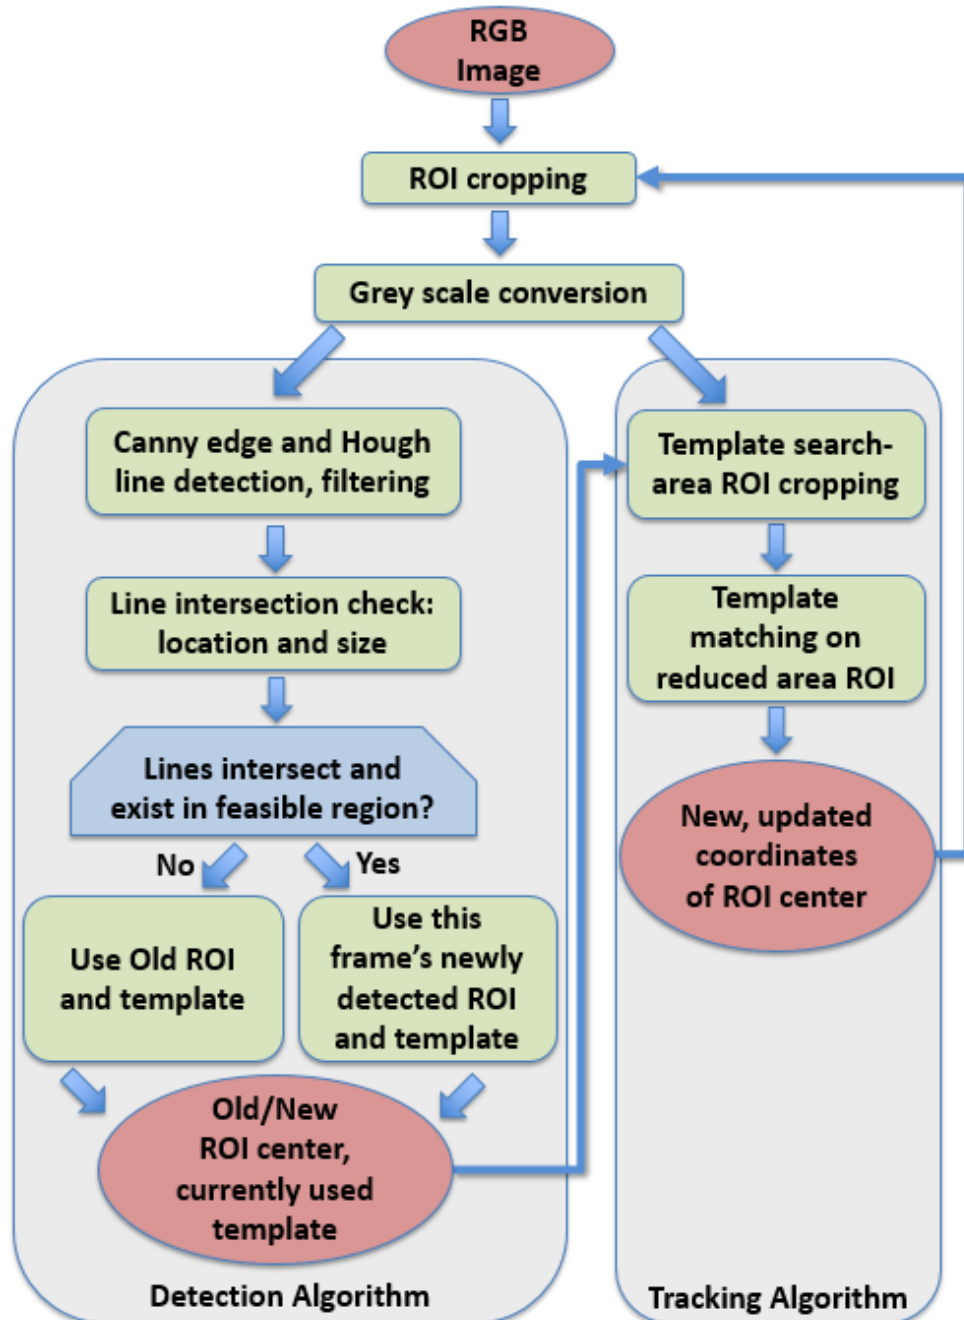 RGB
Image
ROI cropping
Grey scale conversion
Canny edge and Hough
line detection, filtering
Line intersection check:
location and size
Lines intersect and
exist in feasible region?
No
Yes
Use Old ROI
and template
Use this
frame's newly
detected ROI
and template
Old/New
ROI center,
currently used
template
Detection Algorithm
Template search-
area ROI cropping
Template
matching on
reduced area ROI
New, updated
coordinates
of ROI center
Tracking Algorithm